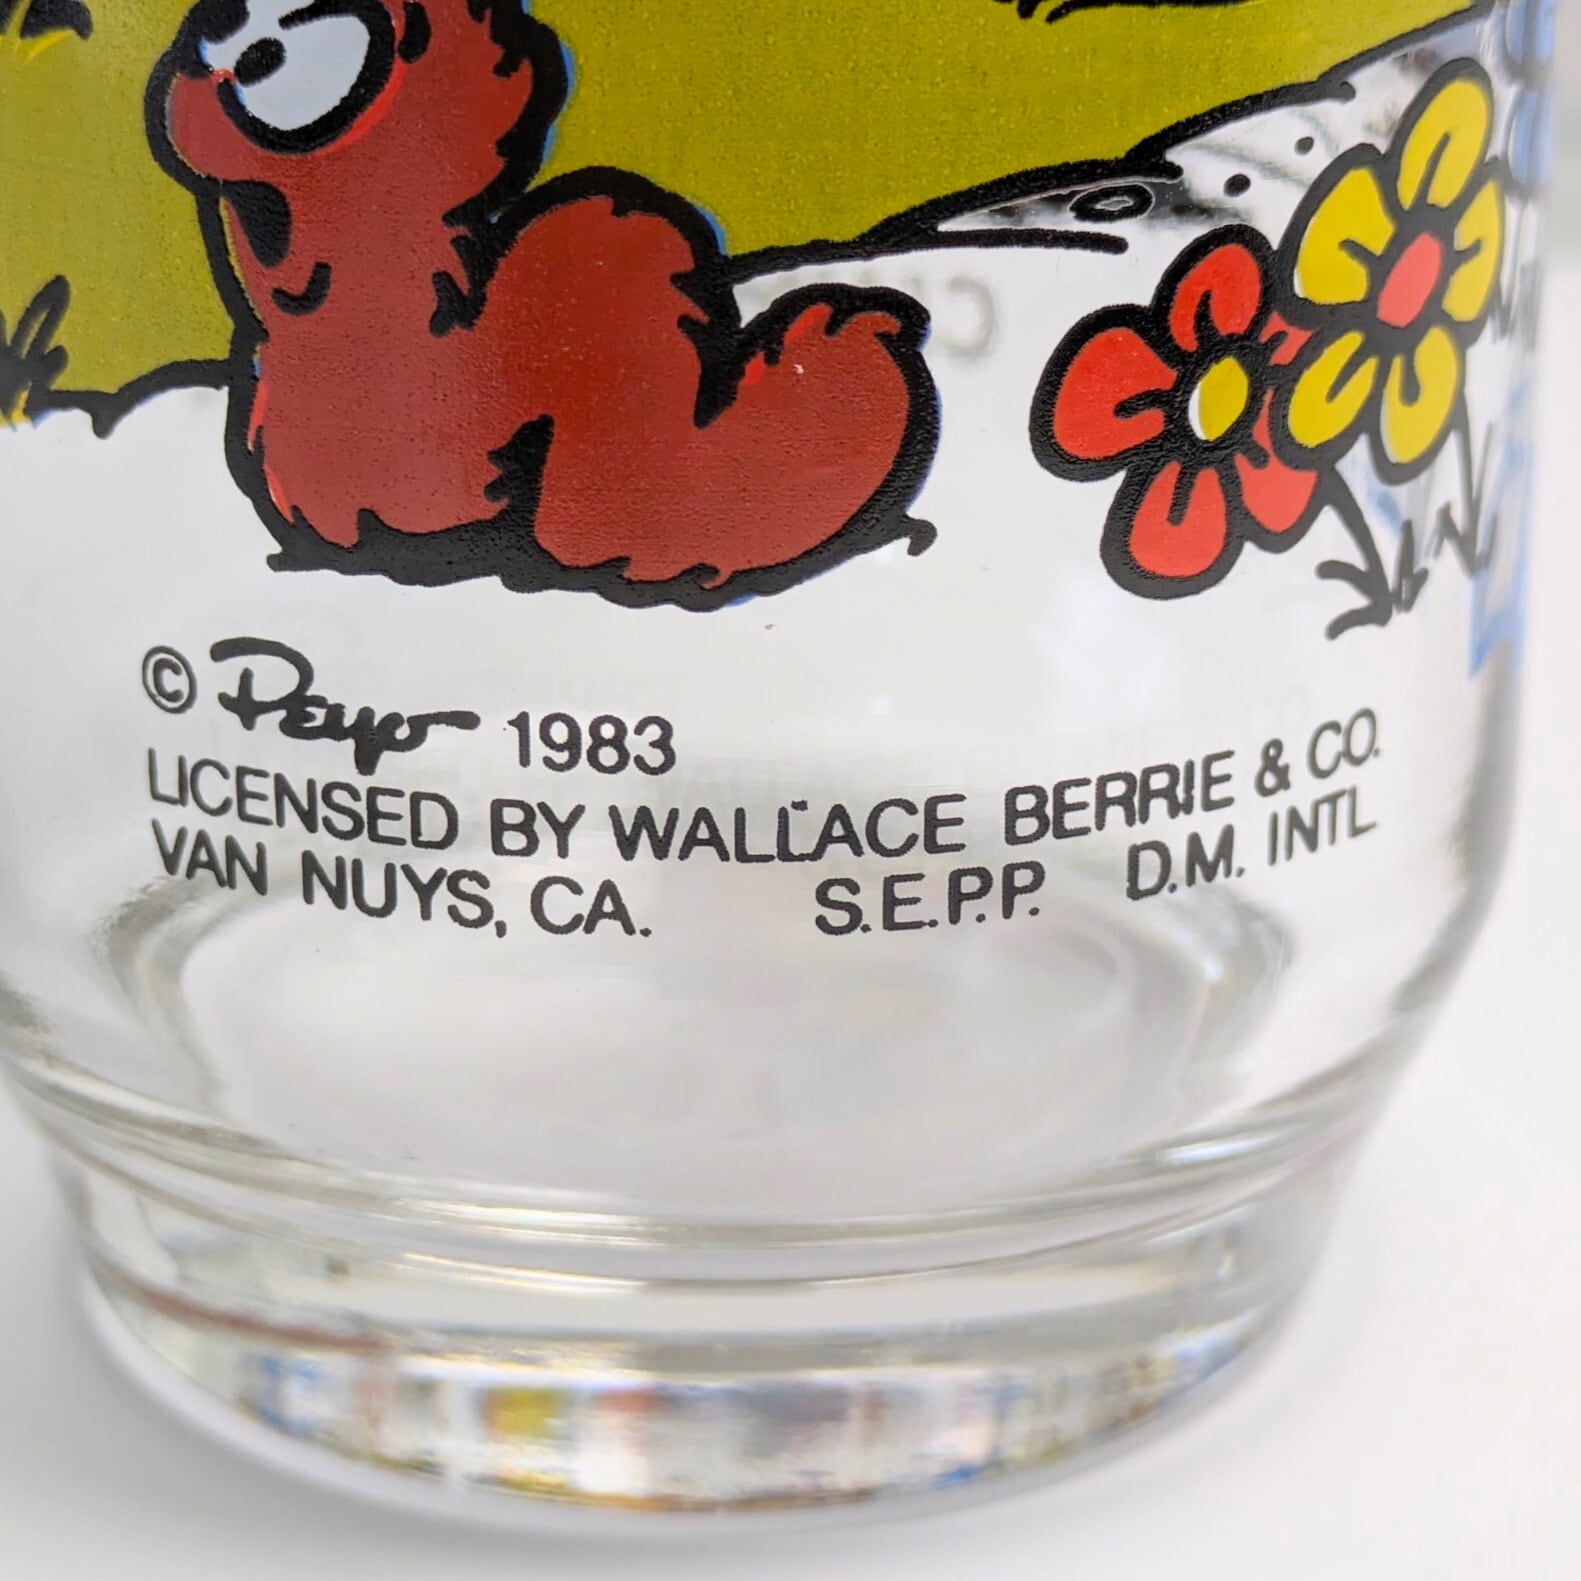 © Peyo 1983
LICENSED BY WALLACE BERRIE & CO.
VAN NUYS, CA. S.E.P.P. D.M. INTL